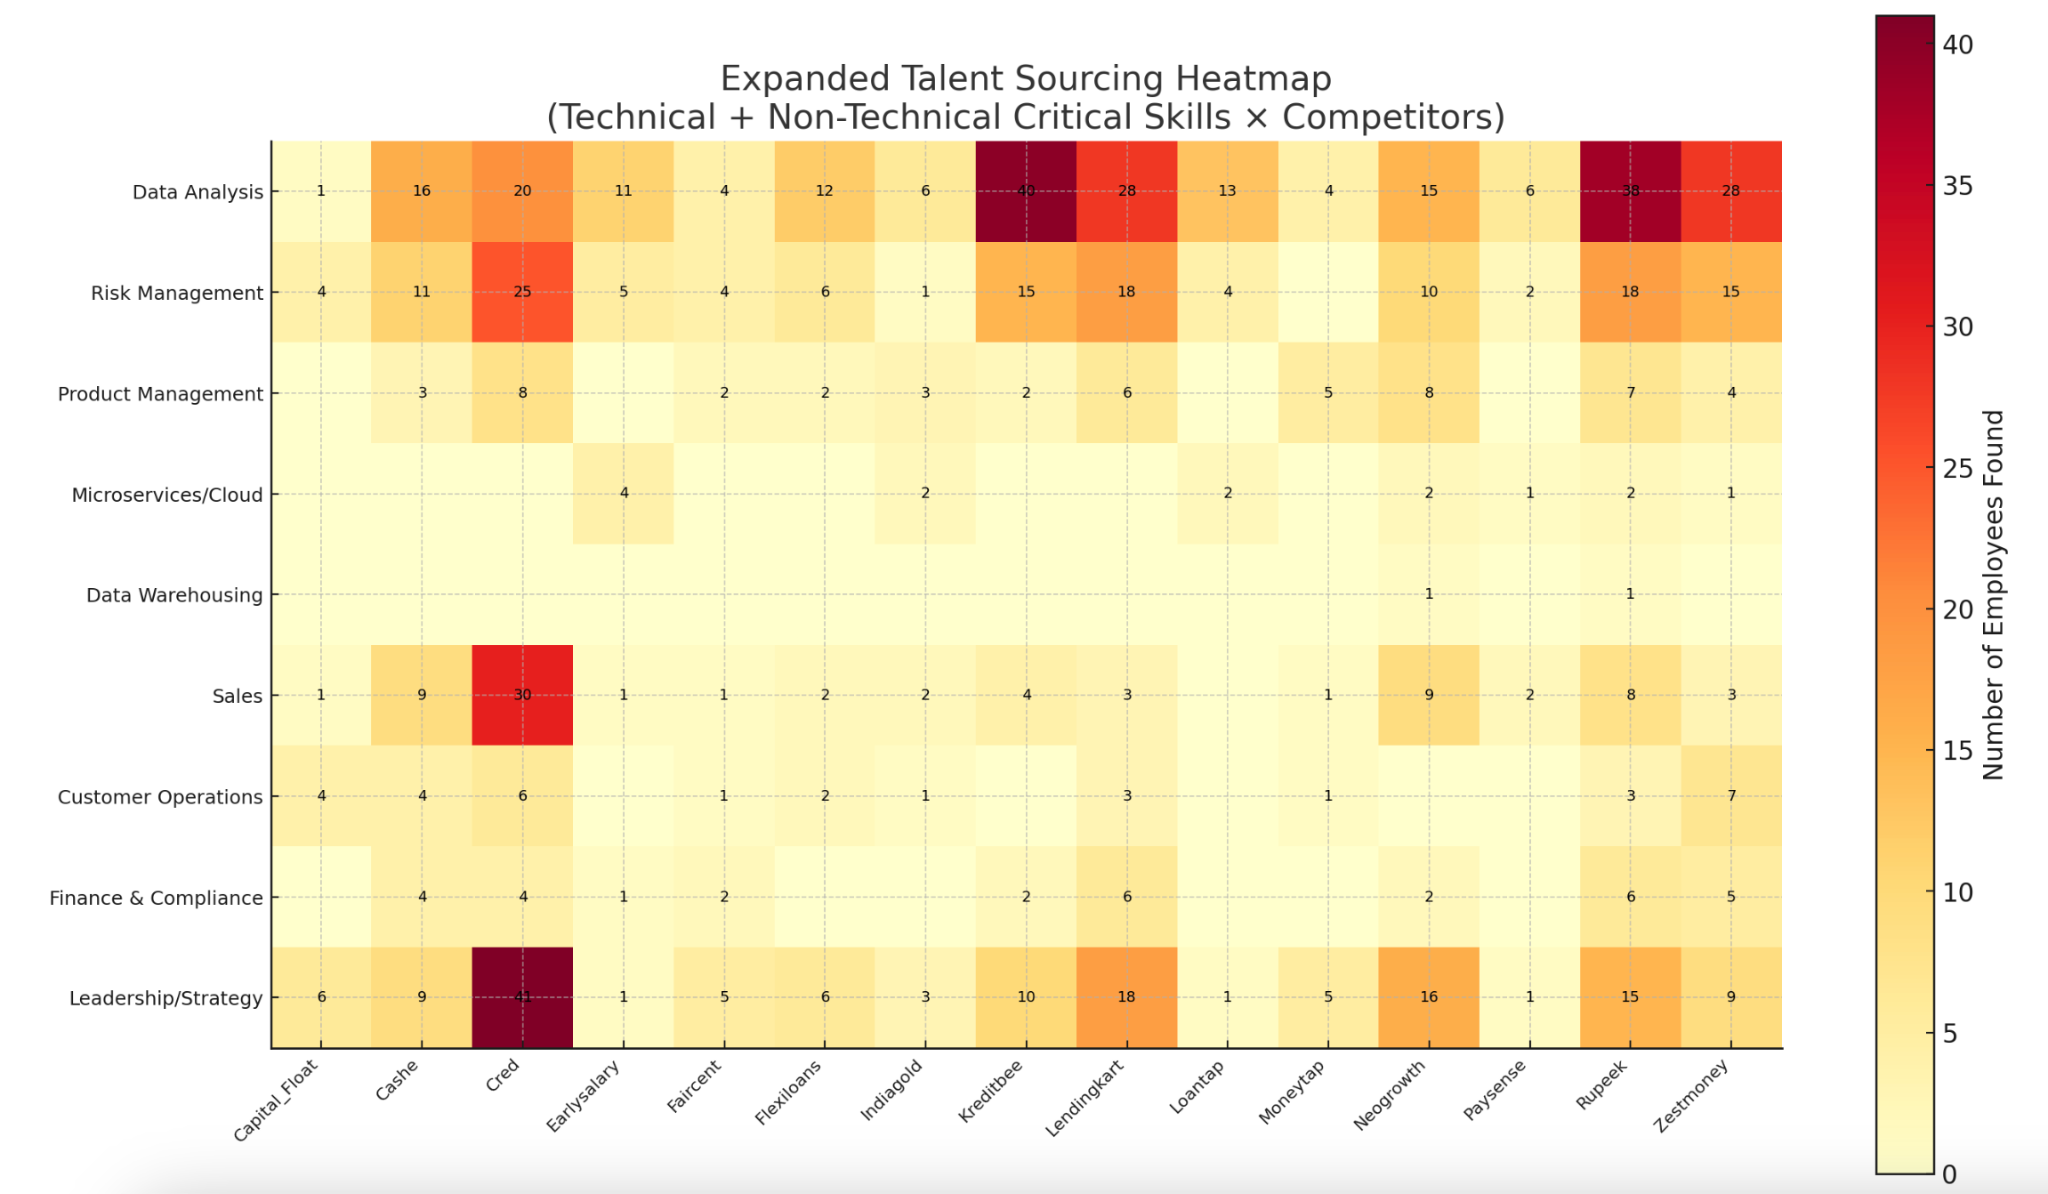 Expanded Talent Sourcing Heatmap
(Technical + Non-Technical Critical Skills × Competitors)
Data Analysis 1 16 20 11 4 12 6 40 28 13 4 15 6 38 28
Risk Management 4 11 25 5 4 6 1 15 18 4 10 2 18 15
Product Management 3 8 2 2 3 2 6 5 8 7 4
Microservices/Cloud 4 2 2 2 1 2 1
Data Warehousing 1 1
Sales 1 9 30 1 1 2 2 4 3 1 9 2 8 3
Customer Operations 4 4 6 1 2 1 3 1 3 7
Finance & Compliance 4 4 1 2 2 6 2 6 5
Leadership/Strategy 6 9 41 1 5 6 3 10 18 1 5 16 1 15 9
Capital_Float
Cashe
Cred
Earlysalary
Faircent
Flexiloans
Indiagold
Kreditbee
Lendingkart
Loantap
Moneytap
Neogrowth
Paysense
Rupeek
Zestmoney
40
35
30
25
20
15
10
5
0
Number of Employees Found